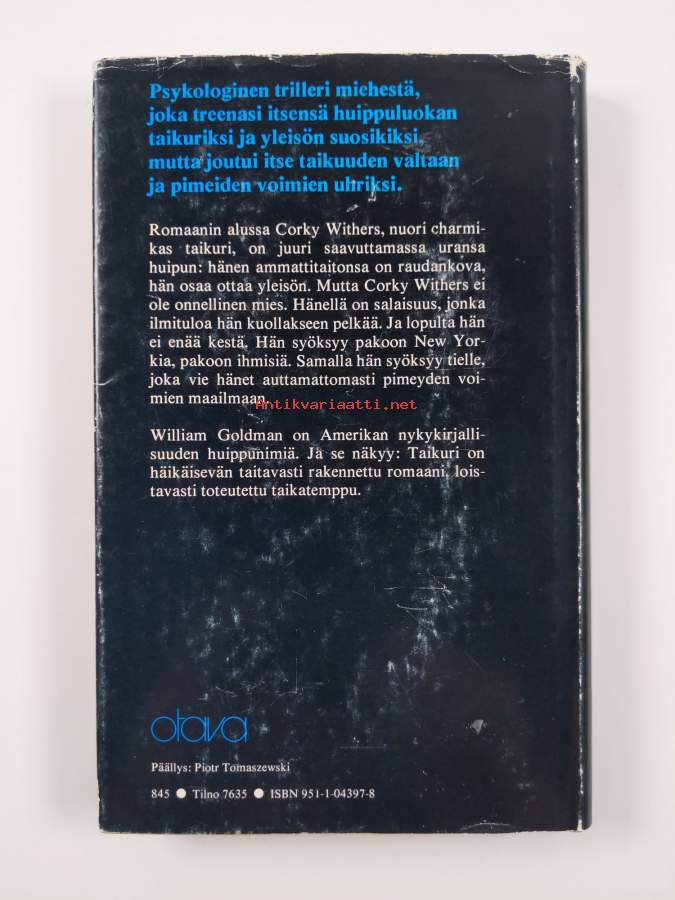 Psykologinen trilleri miehestä,
joka treenasi itsensä huippuluokan
taikuriksi ja yleisön suosikiksi,
mutta joutui itse taikuuden valtaan
ja pimeiden voimien uhriksi.
Romaanin alussa Corky Withers, nuori charmi-
kas taikuri, on juuri saavuttamassa uransa
huipun: hänen ammattitaitonsa on raudankova,
hän osaa ottaa yleisön. Mutta Corky Withers ei
ole onnellinen mies. Hänellä on salaisuus, jonka
ilmituloa hän kuollakseen pelkää. Ja lopulta hän
ei enää kestä. Hän syöksyy pakoon New Yor-
kia, pakoon ihmisiä. Samalla hän syöksyy tielle,
joka vie hänet auttamattomasti pimeyden voi-
mien maailmaan.
Antikvariaatti.net
William Goldman on Amerikan nykykirjalli-
suuden huippunimiä. Ja se näkyy: Taikuri on
häikäisevän taitavasti rakennettu romaani, lois-
tavasti toteutettu taikatemppu.
otava
Päällys: Piotr Tomaszewski
845 ● Tilno 7635 ● ISBN 951-1-04397-8